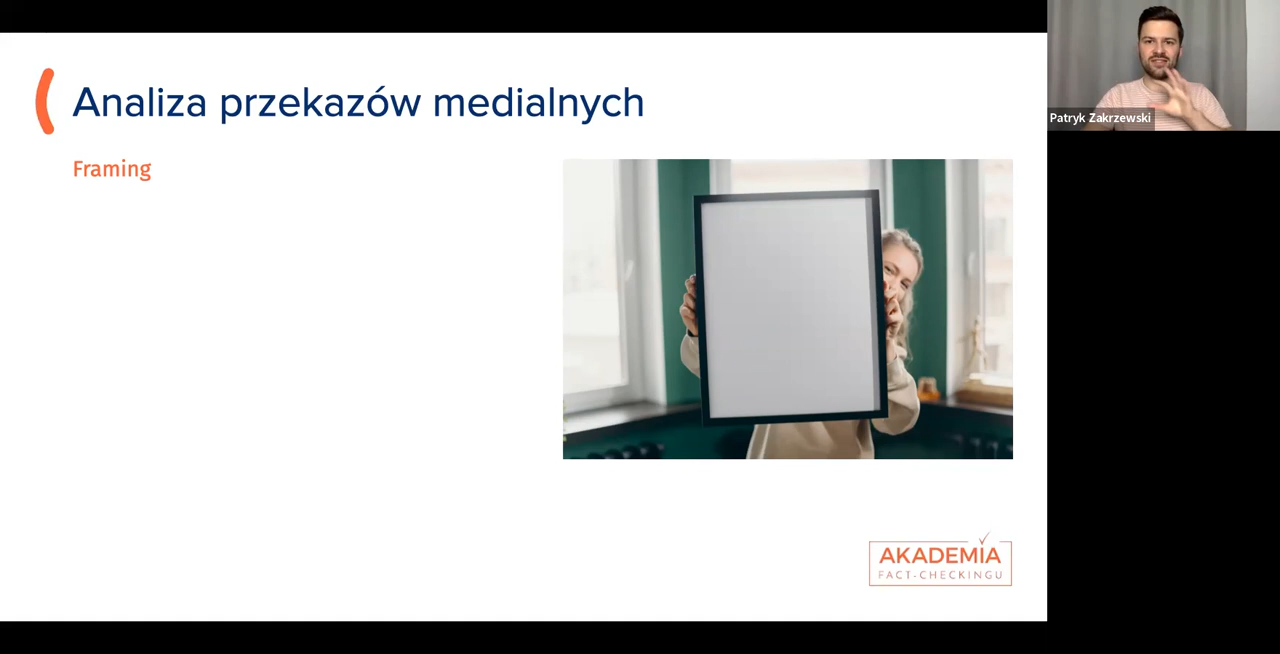 Analiza przekazów medialnych
Framing
Patryk Zakrzewski
AKADEMIA
FACT-CHECKINGU